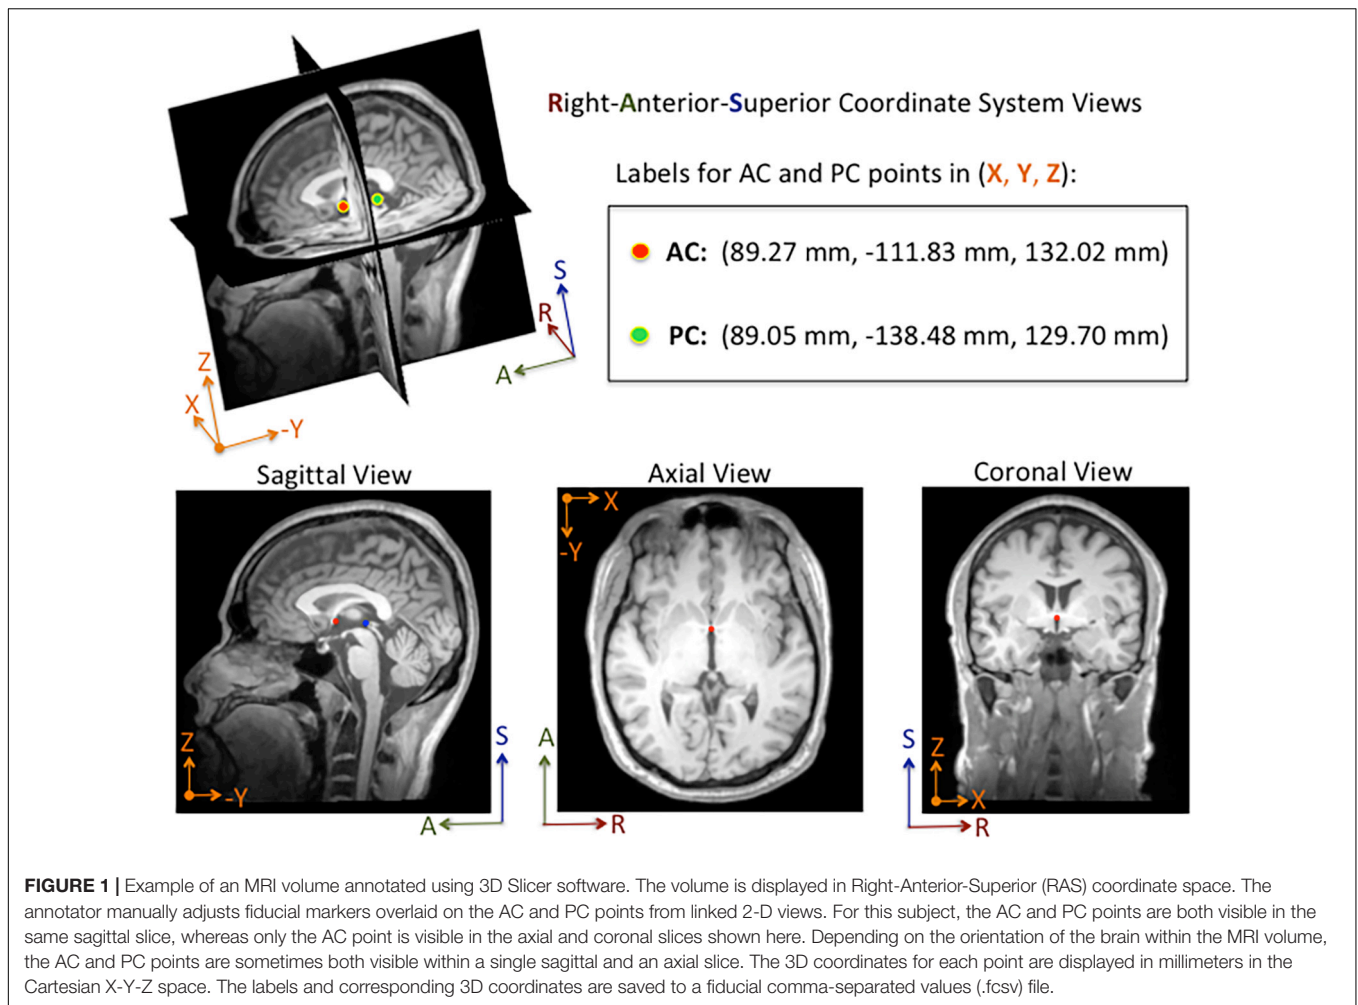 Right-Anterior-Superior Coordinate System Views
Labels for AC and PC points in (X, Y, Z):
AC: (89.27 mm, -111.83 mm, 132.02 mm)
PC: (89.05 mm, -138.48 mm, 129.70 mm)
S
R
A
Z
X
-Y
Sagittal View
Axial View
Coronal View
Z
-Y
S
A
X
-Y
A
R
S
Z
X
R
FIGURE 1 | Example of an MRI volume annotated using 3D Slicer software. The volume is displayed in Right-Anterior-Superior (RAS) coordinate space. The
annotator manually adjusts fiducial markers overlaid on the AC and PC points from linked 2-D views. For this subject, the AC and PC points are both visible in the
same sagittal slice, whereas only the AC point is visible in the axial and coronal slices shown here. Depending on the orientation of the brain within the MRI volume,
the AC and PC points are sometimes both visible within a single sagittal and an axial slice. The 3D coordinates for each point are displayed in millimeters in the
Cartesian X-Y-Z space. The labels and corresponding 3D coordinates are saved to a fiducial comma-separated values (.fcsv) file.